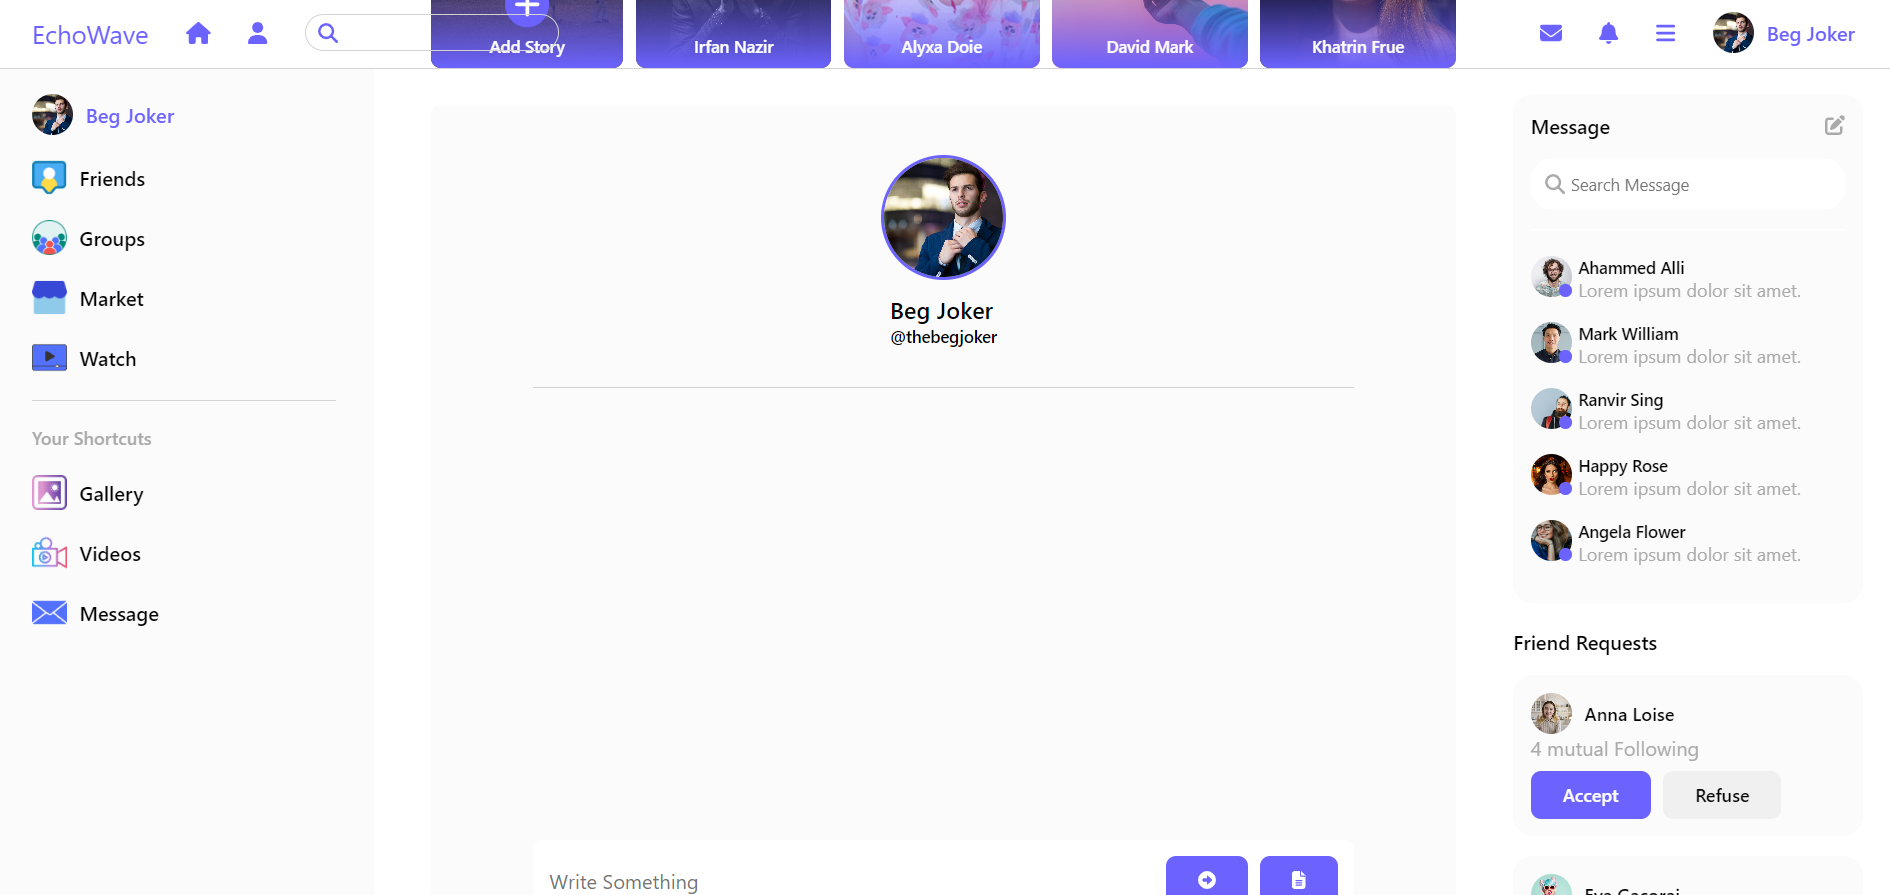 EchoWave
Add Story
Irfan Nazir
Alyxa Doie
David Mark
Khatrin Frue
Beg Joker
Beg Joker
Friends
Groups
Market
Watch
Your Shortcuts
Gallery
Videos
Message
Beg Joker
@thebegjoker
Write Something
Message
Search Message
Ahammed Alli
Lorem ipsum dolor sit amet.
Mark William
Lorem ipsum dolor sit amet.
Ranvir Sing
Lorem ipsum dolor sit amet.
Happy Rose
Lorem ipsum dolor sit amet.
Angela Flower
Lorem ipsum dolor sit amet.
Friend Requests
Anna Loise
4 mutual Following
Accept
Refuse
Eva